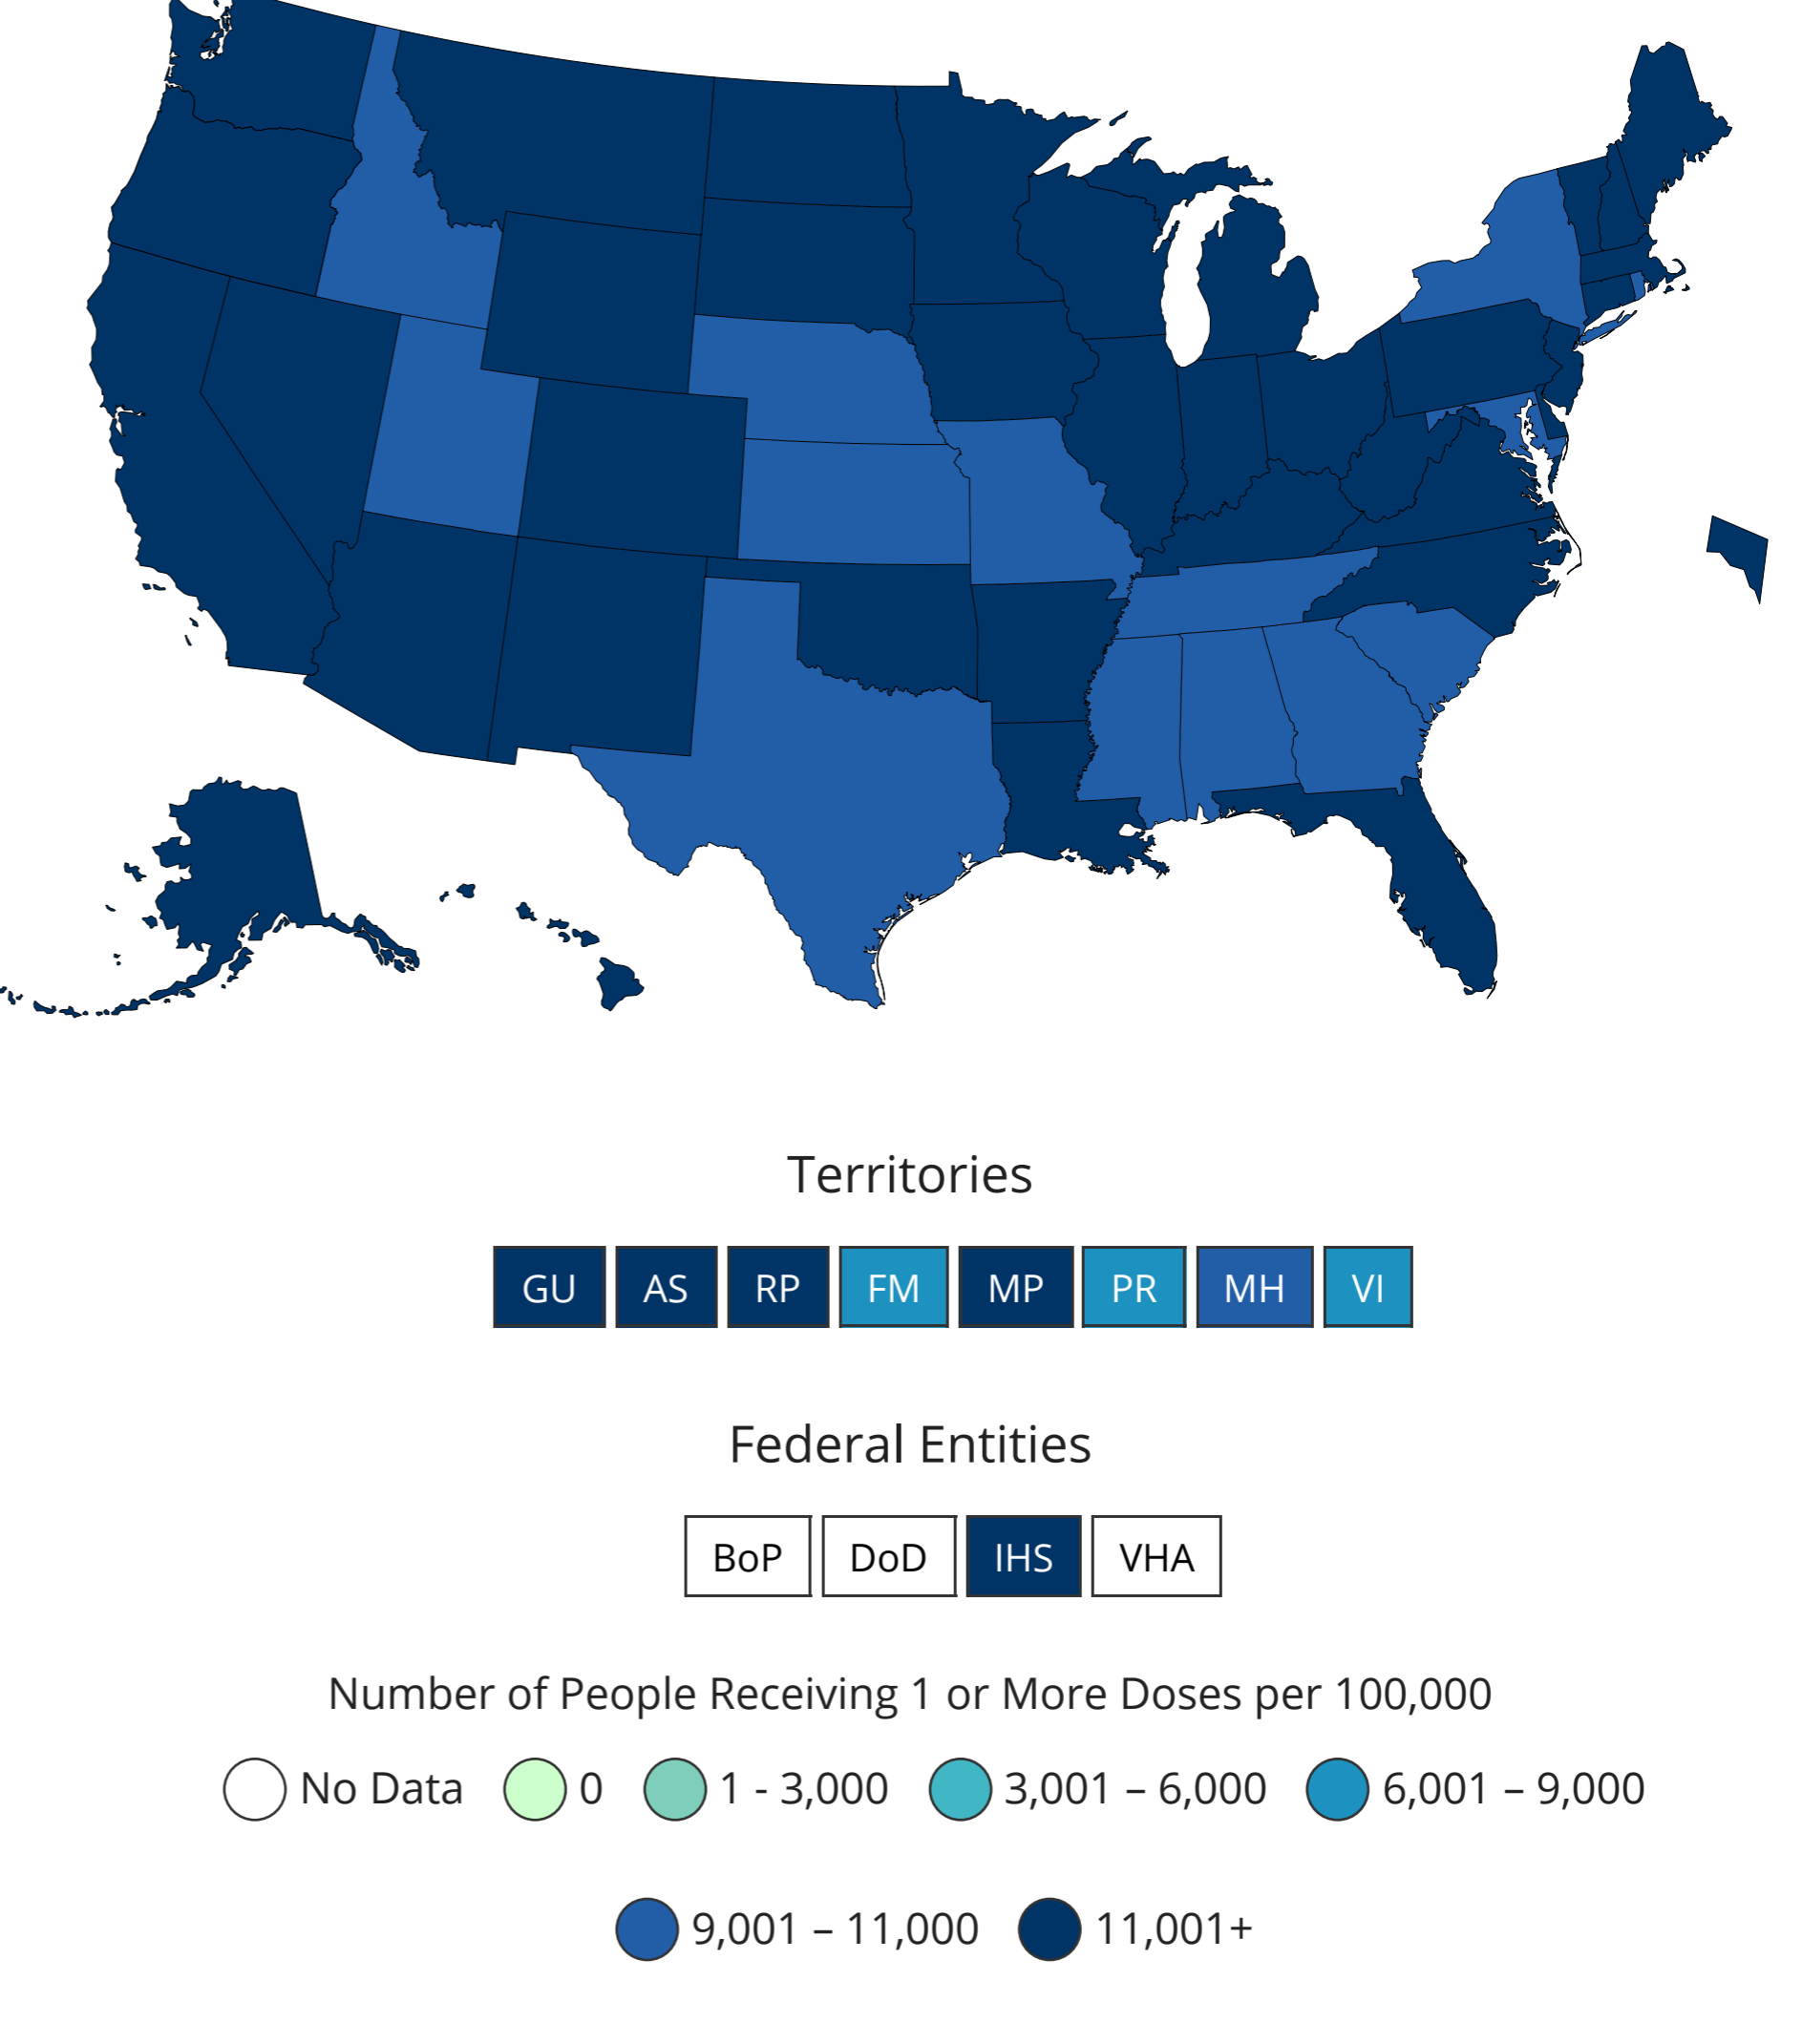 Territories
GU AS RP FM MP PR MH VI
Federal Entities
BoP DoD IHS VHA
Number of People Receiving 1 or More Doses per 100,000
No Data 0 1 - 3,000 3,001 – 6,000 6,001 – 9,000
9,001 – 11,000 11,001+